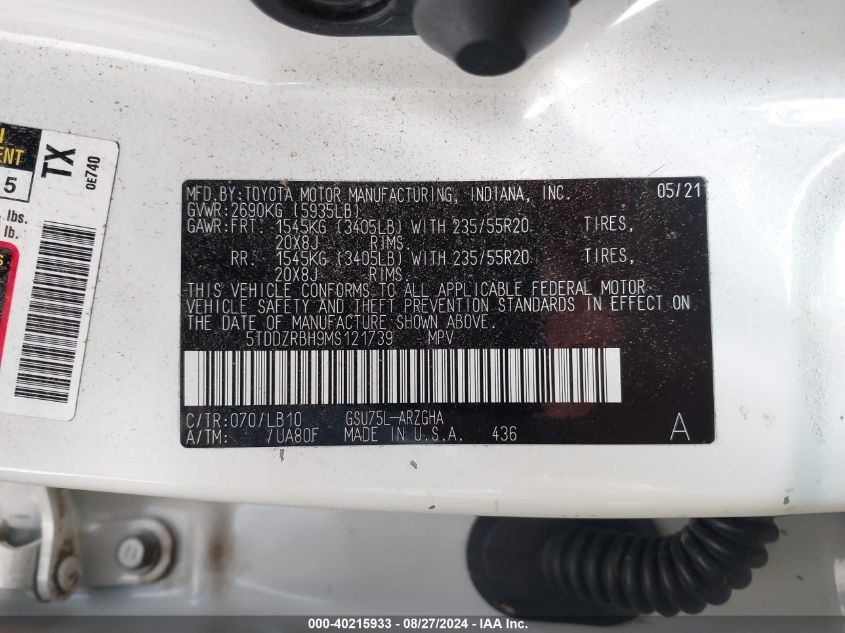 MFD.BY:TOYOTA MOTOR MANUFACTURING, INDIANA, INC. 05/21
GVWR:2690KG (5935LB)
GAWR:FRT. 1545KG (3405LB) WITH 235/55R20 TIRES,
20X8J RIMS.
RR. 1545KG (3405LB) WITH 235/55R20 TIRES,
20X8J RIMS.
THIS VEHICLE CONFORMS TO ALL APPLICABLE FEDERAL MOTOR
VEHICLE SAFETY AND THEFT PREVENTION STANDARDS IN EFFECT ON
THE DATE OF MANUFACTURE SHOWN ABOVE.
5TDDZRBH9MS121739 MPV
C/TR:070/LB10 GSU75L-ARZGHA
A/TM: 7UA80F MADE IN U.S.A. 436 A
TX
0E740
5
lbs.
lb.
000-40215933 - 08/27/2024 - IAA Inc.